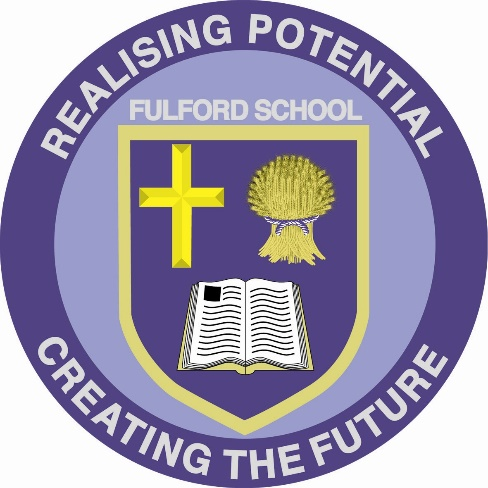 REALISING POTENTIAL
FULFORD SCHOOL
CREATING THE FUTURE